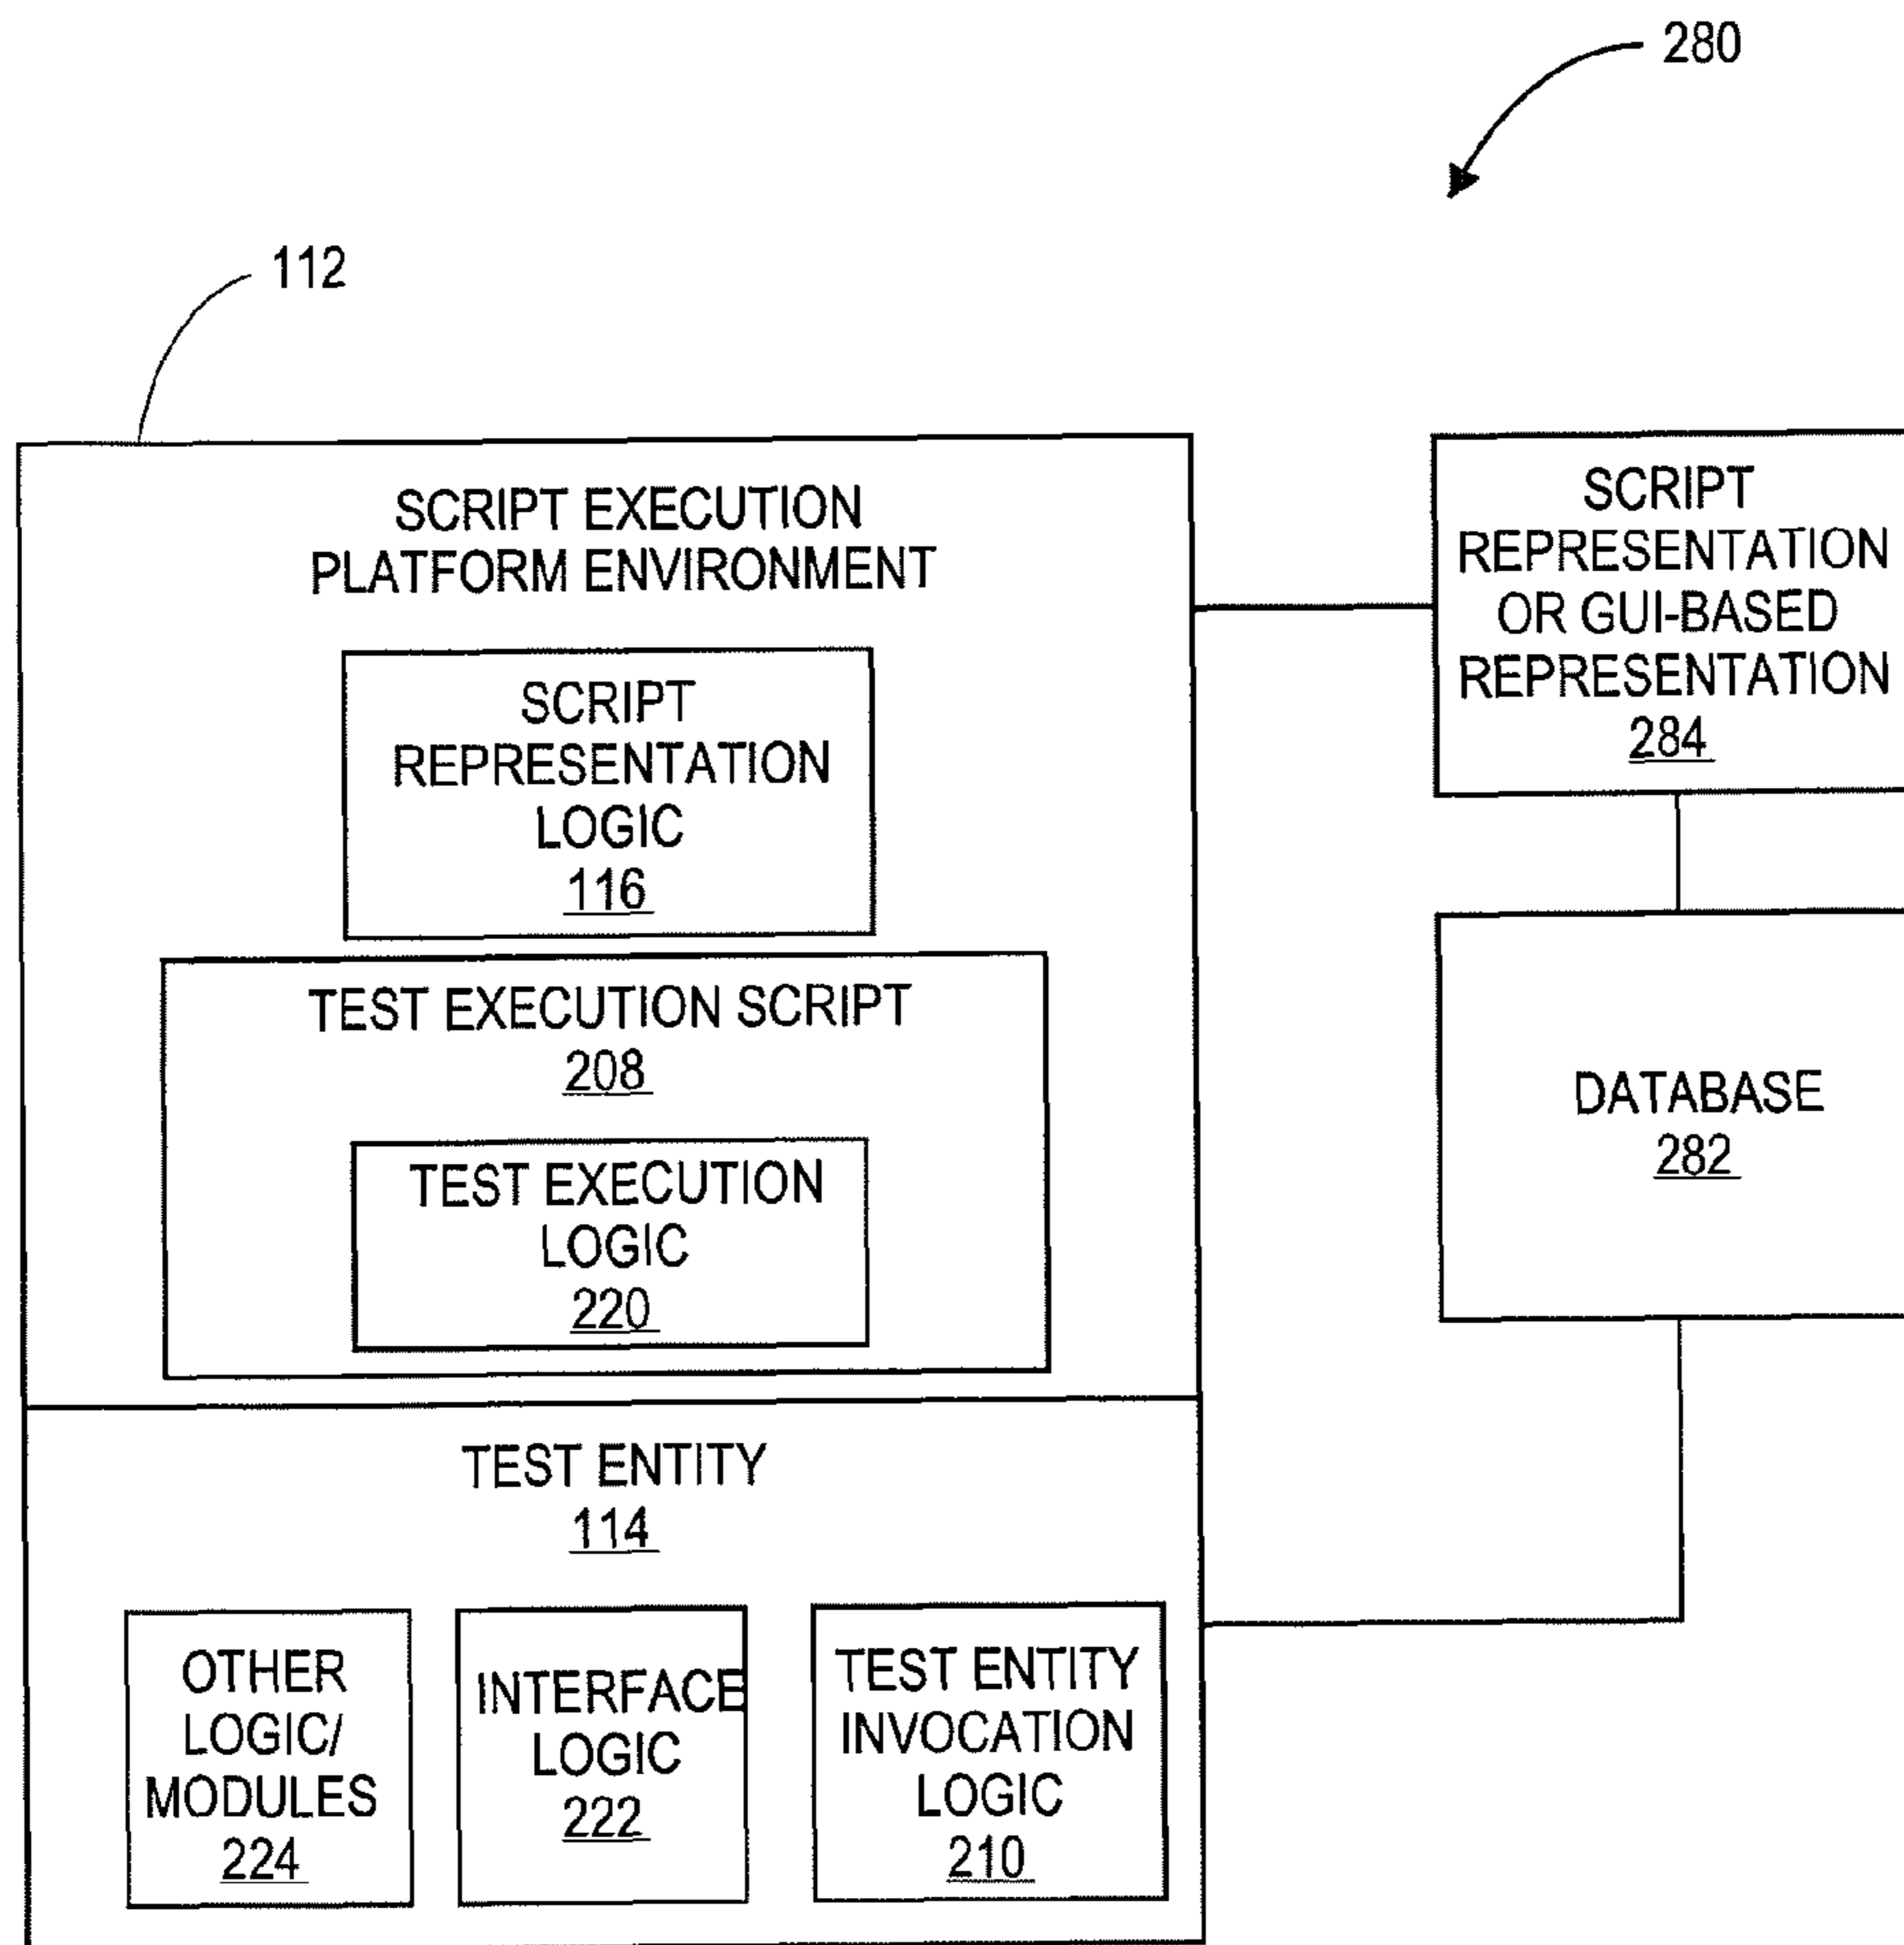 280
112
SCRIPT EXECUTION
PLATFORM ENVIRONMENT
SCRIPT
REPRESENTATION
LOGIC
116
TEST EXECUTION SCRIPT
208
TEST EXECUTION
LOGIC
220
TEST ENTITY
114
OTHER
LOGIC/
MODULES
224
INTERFACE
LOGIC
222
TEST ENTITY
INVOCATION
LOGIC
210
SCRIPT
REPRESENTATION
OR GUI-BASED
REPRESENTATION
284
DATABASE
282